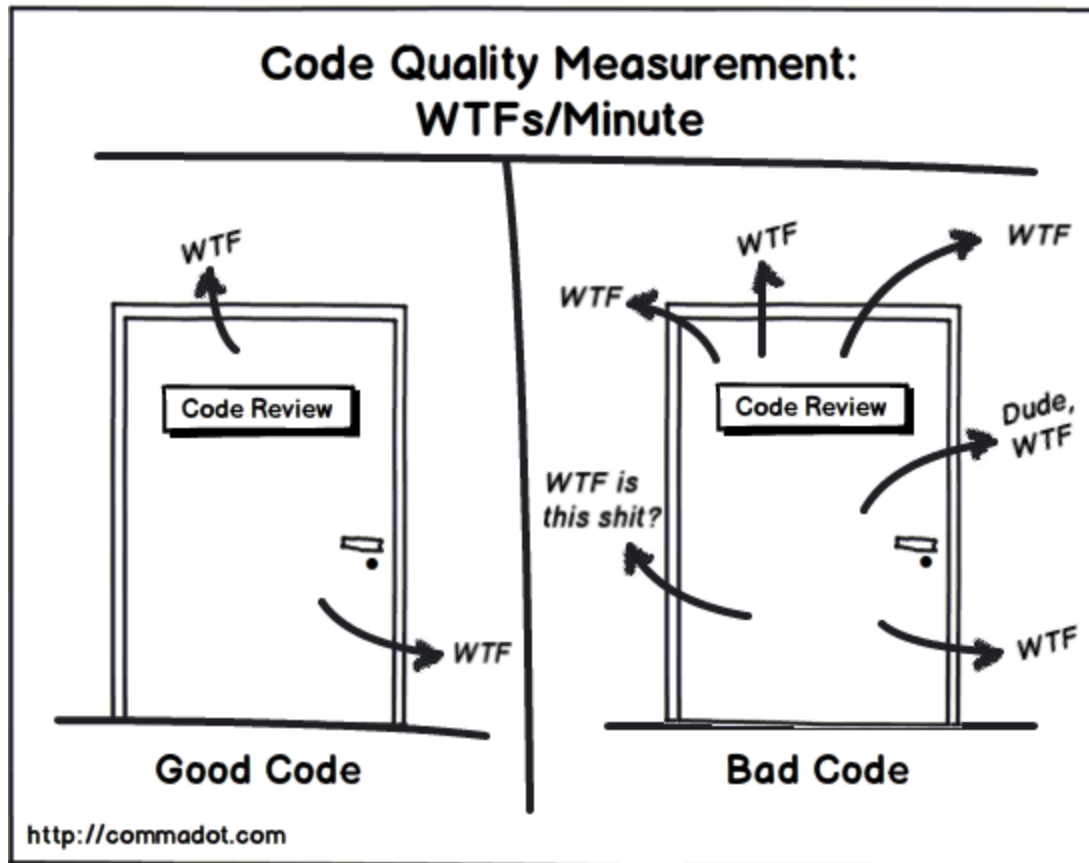 Code Quality Measurement:
WTFs/Minute
WTF
Code Review
WTF
Good Code
WTF
WTF
WTF
Code Review
Dude,
WTF
WTF is
this shit?
WTF
Bad Code
http://commadot.com